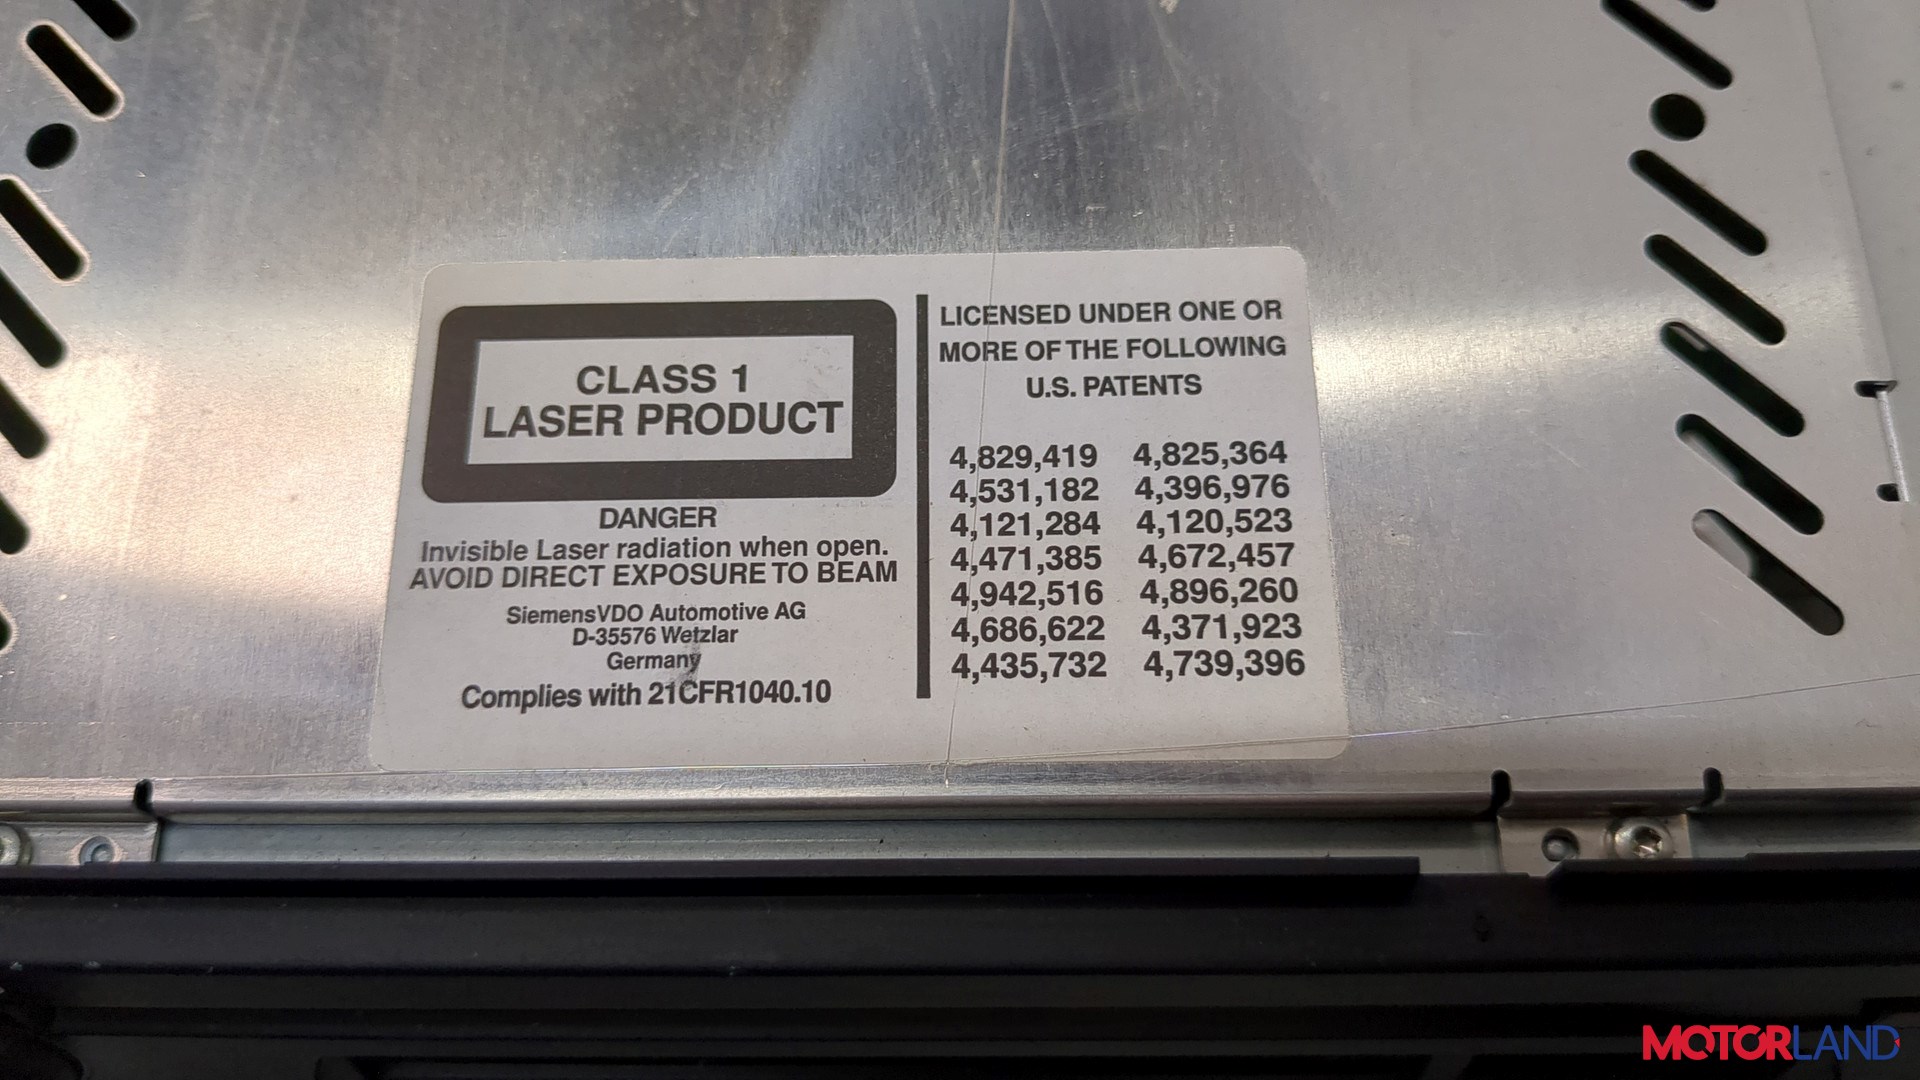 CLASS 1
LASER PRODUCT
DANGER
Invisible Laser radiation when open.
AVOID DIRECT EXPOSURE TO BEAM
SiemensVDO Automotive AG
D-35576 Wetzlar
Germany
Complies with 21CFR1040.10
LICENSED UNDER ONE OR
MORE OF THE FOLLOWING
U.S. PATENTS
4,829,419 4,825,364
4,531,182 4,396,976
4,121,284 4,120,523
4,471,385 4,672,457
4,942,516 4,896,260
4,686,622 4,371,923
4,435,732 4,739,396
MOTORLAND